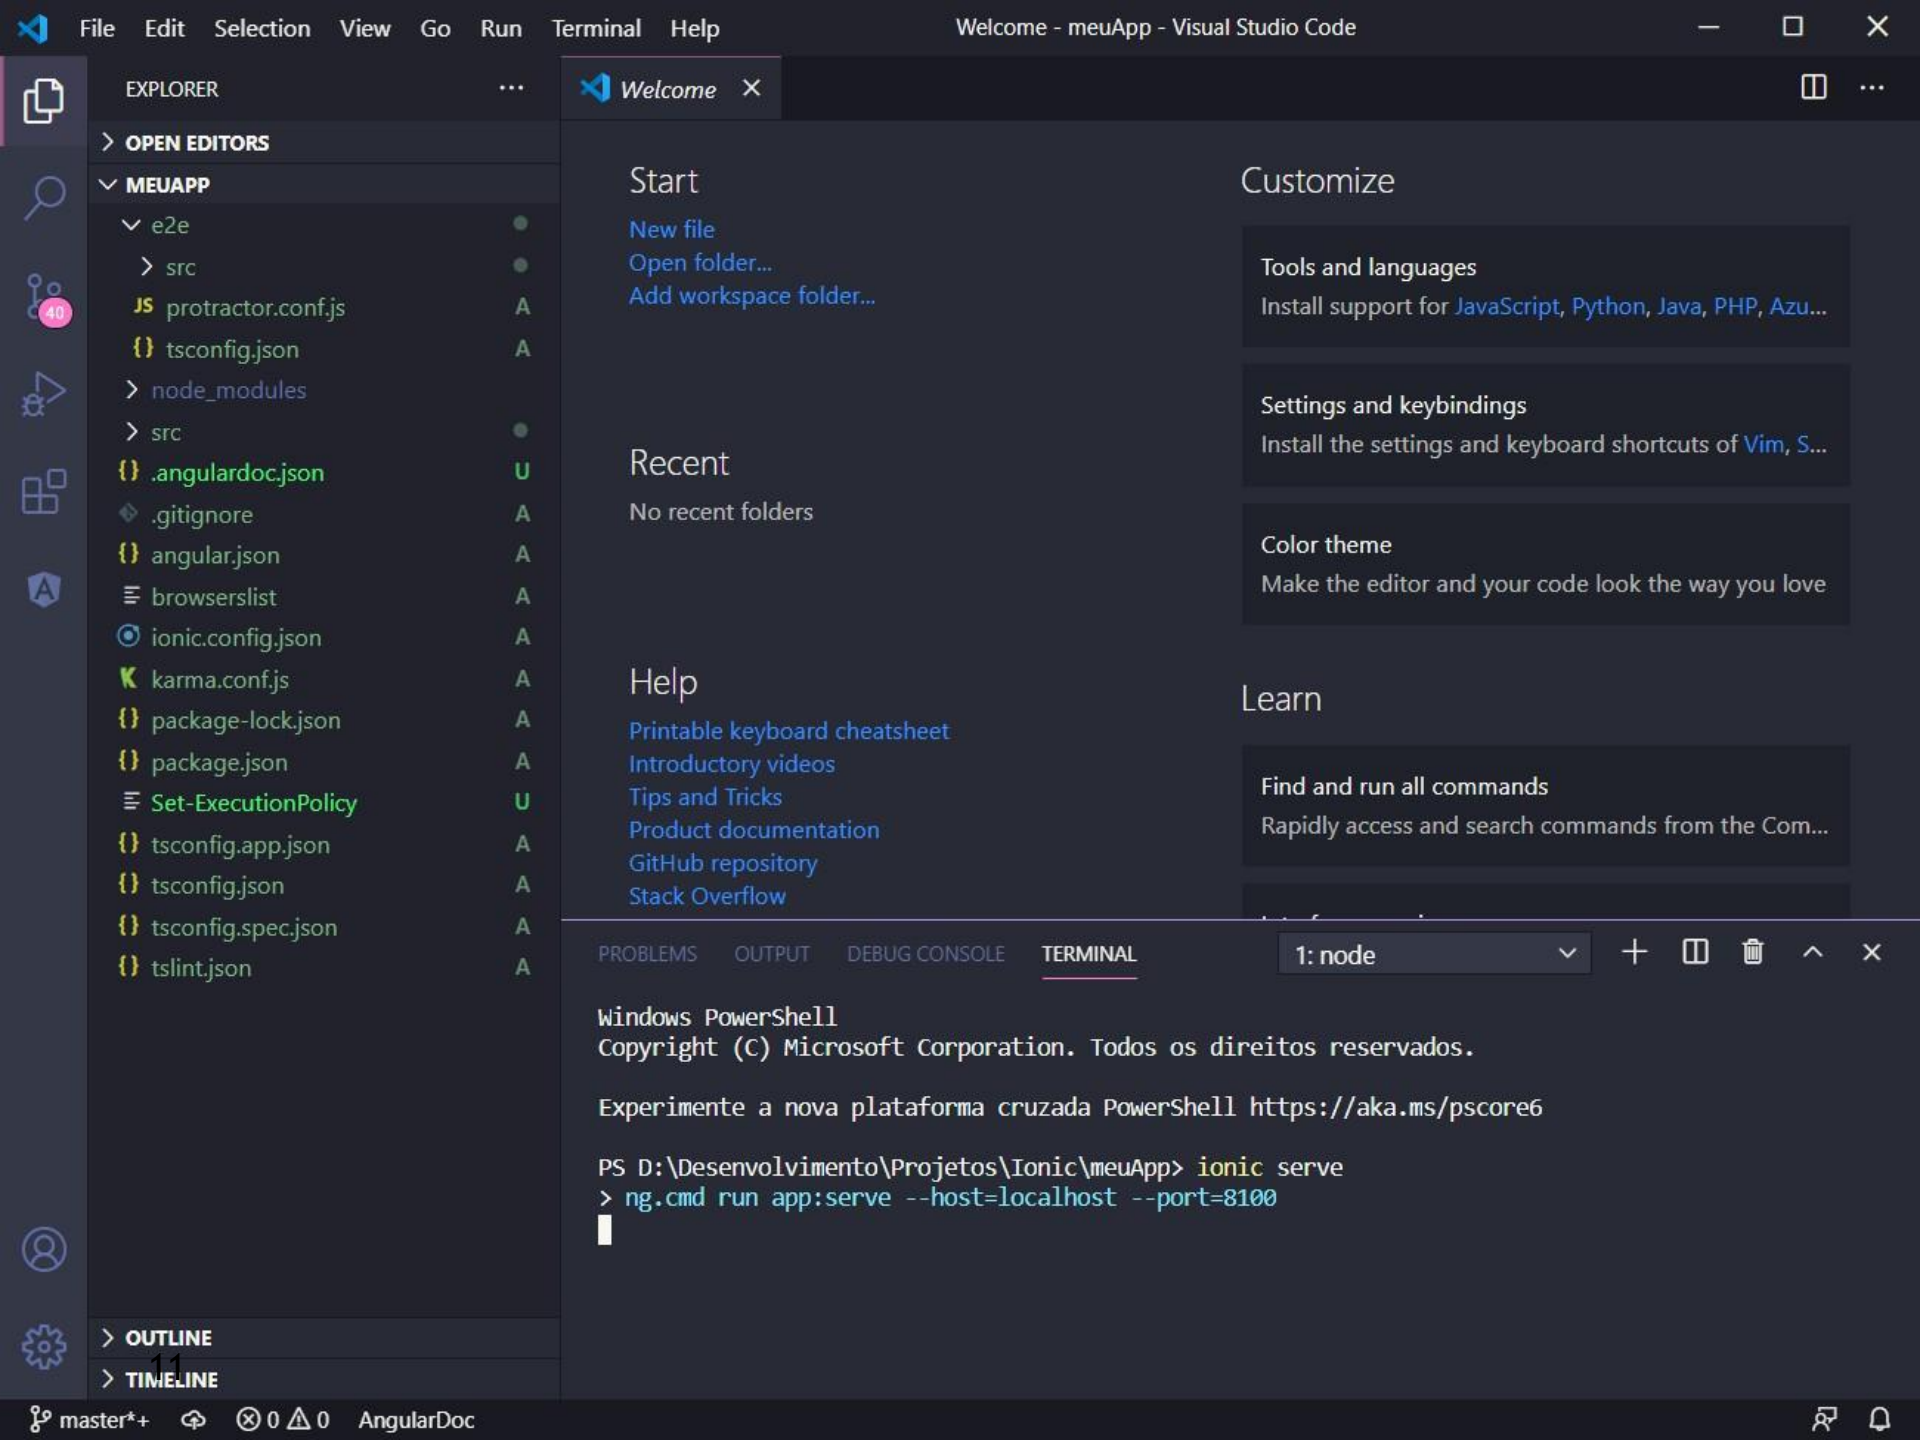 File Edit Selection View Go Run Terminal Help
Welcome - meuApp - Visual Studio Code
EXPLORER
OPEN EDITORS
MEUAPP
e2e
src
JS protractor.conf.js A
{} tsconfig.json A
node_modules
src
{} .angulardoc.json U
.gitignore A
{} angular.json A
browserslist A
ionic.config.json A
K karma.conf.js A
{} package-lock.json A
{} package.json A
Set-ExecutionPolicy U
{} tsconfig.app.json A
{} tsconfig.json A
{} tsconfig.spec.json A
{} tslint.json A
OUTLINE
11
TIMELINE
40
Welcome
Start
New file
Open folder...
Add workspace folder...
Recent
No recent folders
Help
Printable keyboard cheatsheet
Introductory videos
Tips and Tricks
Product documentation
GitHub repository
Stack Overflow
Customize
Tools and languages
Install support for JavaScript, Python, Java, PHP, Azu...
Settings and keybindings
Install the settings and keyboard shortcuts of Vim, S...
Color theme
Make the editor and your code look the way you love
Learn
Find and run all commands
Rapidly access and search commands from the Com...
PROBLEMS OUTPUT DEBUG CONSOLE TERMINAL
1: node
Windows PowerShell
Copyright (C) Microsoft Corporation. Todos os direitos reservados.
Experimente a nova plataforma cruzada PowerShell https://aka.ms/pscore6
PS D:\Desenvolvimento\Projetos\Ionic\meuApp> ionic serve
> ng.cmd run app:serve --host=localhost --port=8100
master*+ 0 0 AngularDoc